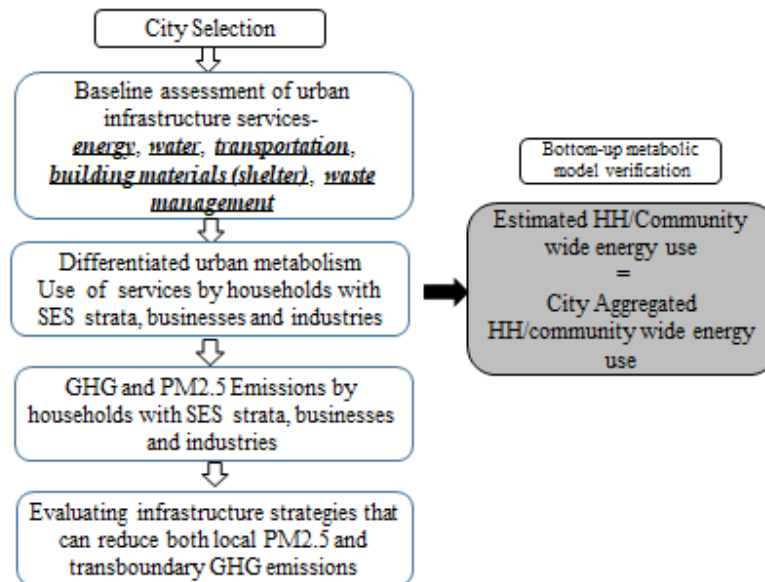 City Selection
Baseline assessment of urban
infrastructure services-
energy, water, transportation,
building materials (shelter), waste
management
Differentiated urban metabolism
Use of services by households with
SES strata, businesses and industries
GHG and PM2.5 Emissions by
households with SES strata, businesses
and industries
Evaluating infrastructure strategies that
can reduce both local PM2.5 and
transboundary GHG emissions
Bottom-up metabolic
model verification
Estimated HH/Community
wide energy use
=
City Aggregated
HH/community wide energy
use